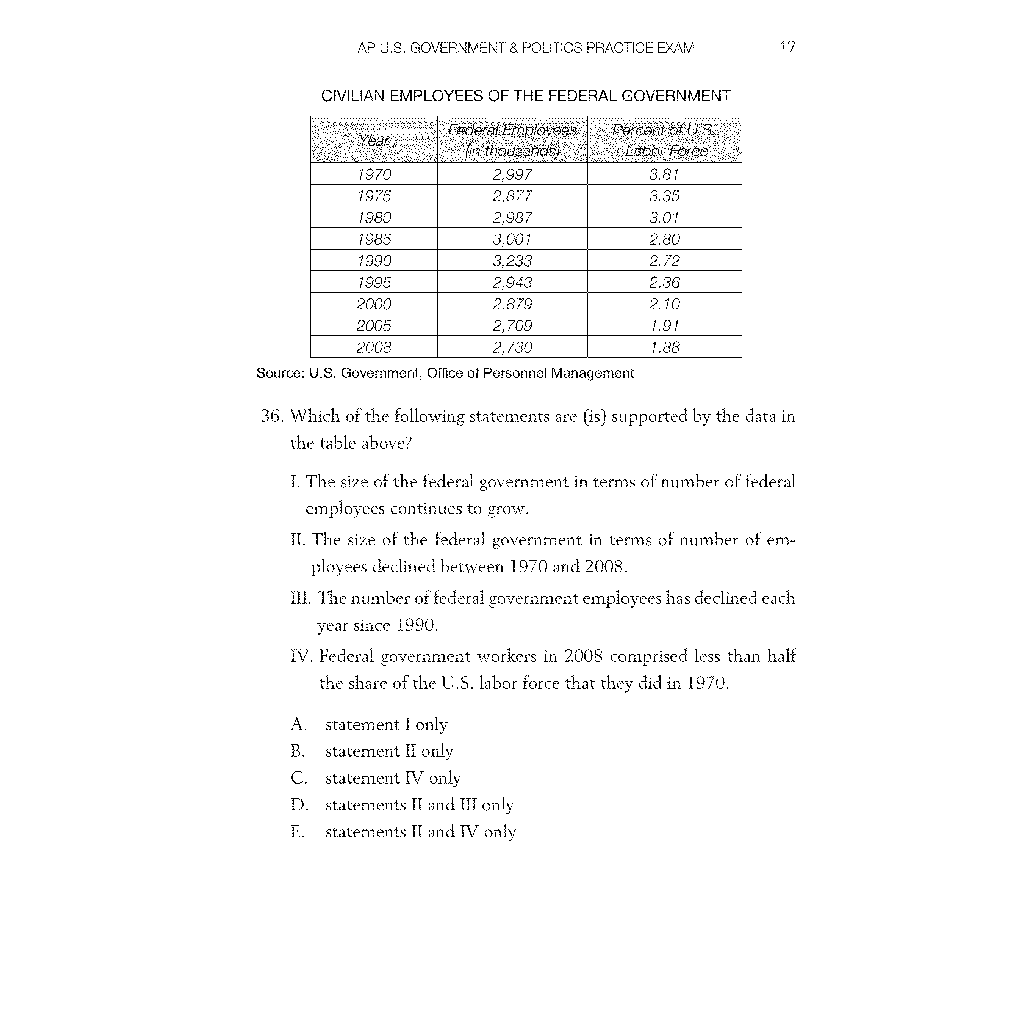 AP U.S. GOVERNMENT & POLITICS PRACTICE EXAM 17
CIVILIAN EMPLOYEES OF THE FEDERAL GOVERNMENT
Year Federal Employees (in thousands) Percent of U.S. Labor Force
1970 2,997 3.81
1975 2,877 3.35
1980 2,987 3.01
1985 3,001 2.80
1990 3,233 2.72
1995 2,943 2.36
2000 2,879 2.10
2005 2,709 1.91
2008 2,730 1.88
Source: U.S. Government, Office of Personnel Management
36. Which of the following statements are (is) supported by the data in
the table above?
I. The size of the federal government in terms of number of federal
employees continues to grow.
II. The size of the federal government in terms of number of em-
ployees declined between 1970 and 2008.
III. The number of federal government employees has declined each
year since 1990.
IV. Federal government workers in 2008 comprised less than half
the share of the U.S. labor force that they did in 1970.
A. statement I only
B. statement II only
C. statement IV only
D. statements II and III only
E. statements II and IV only